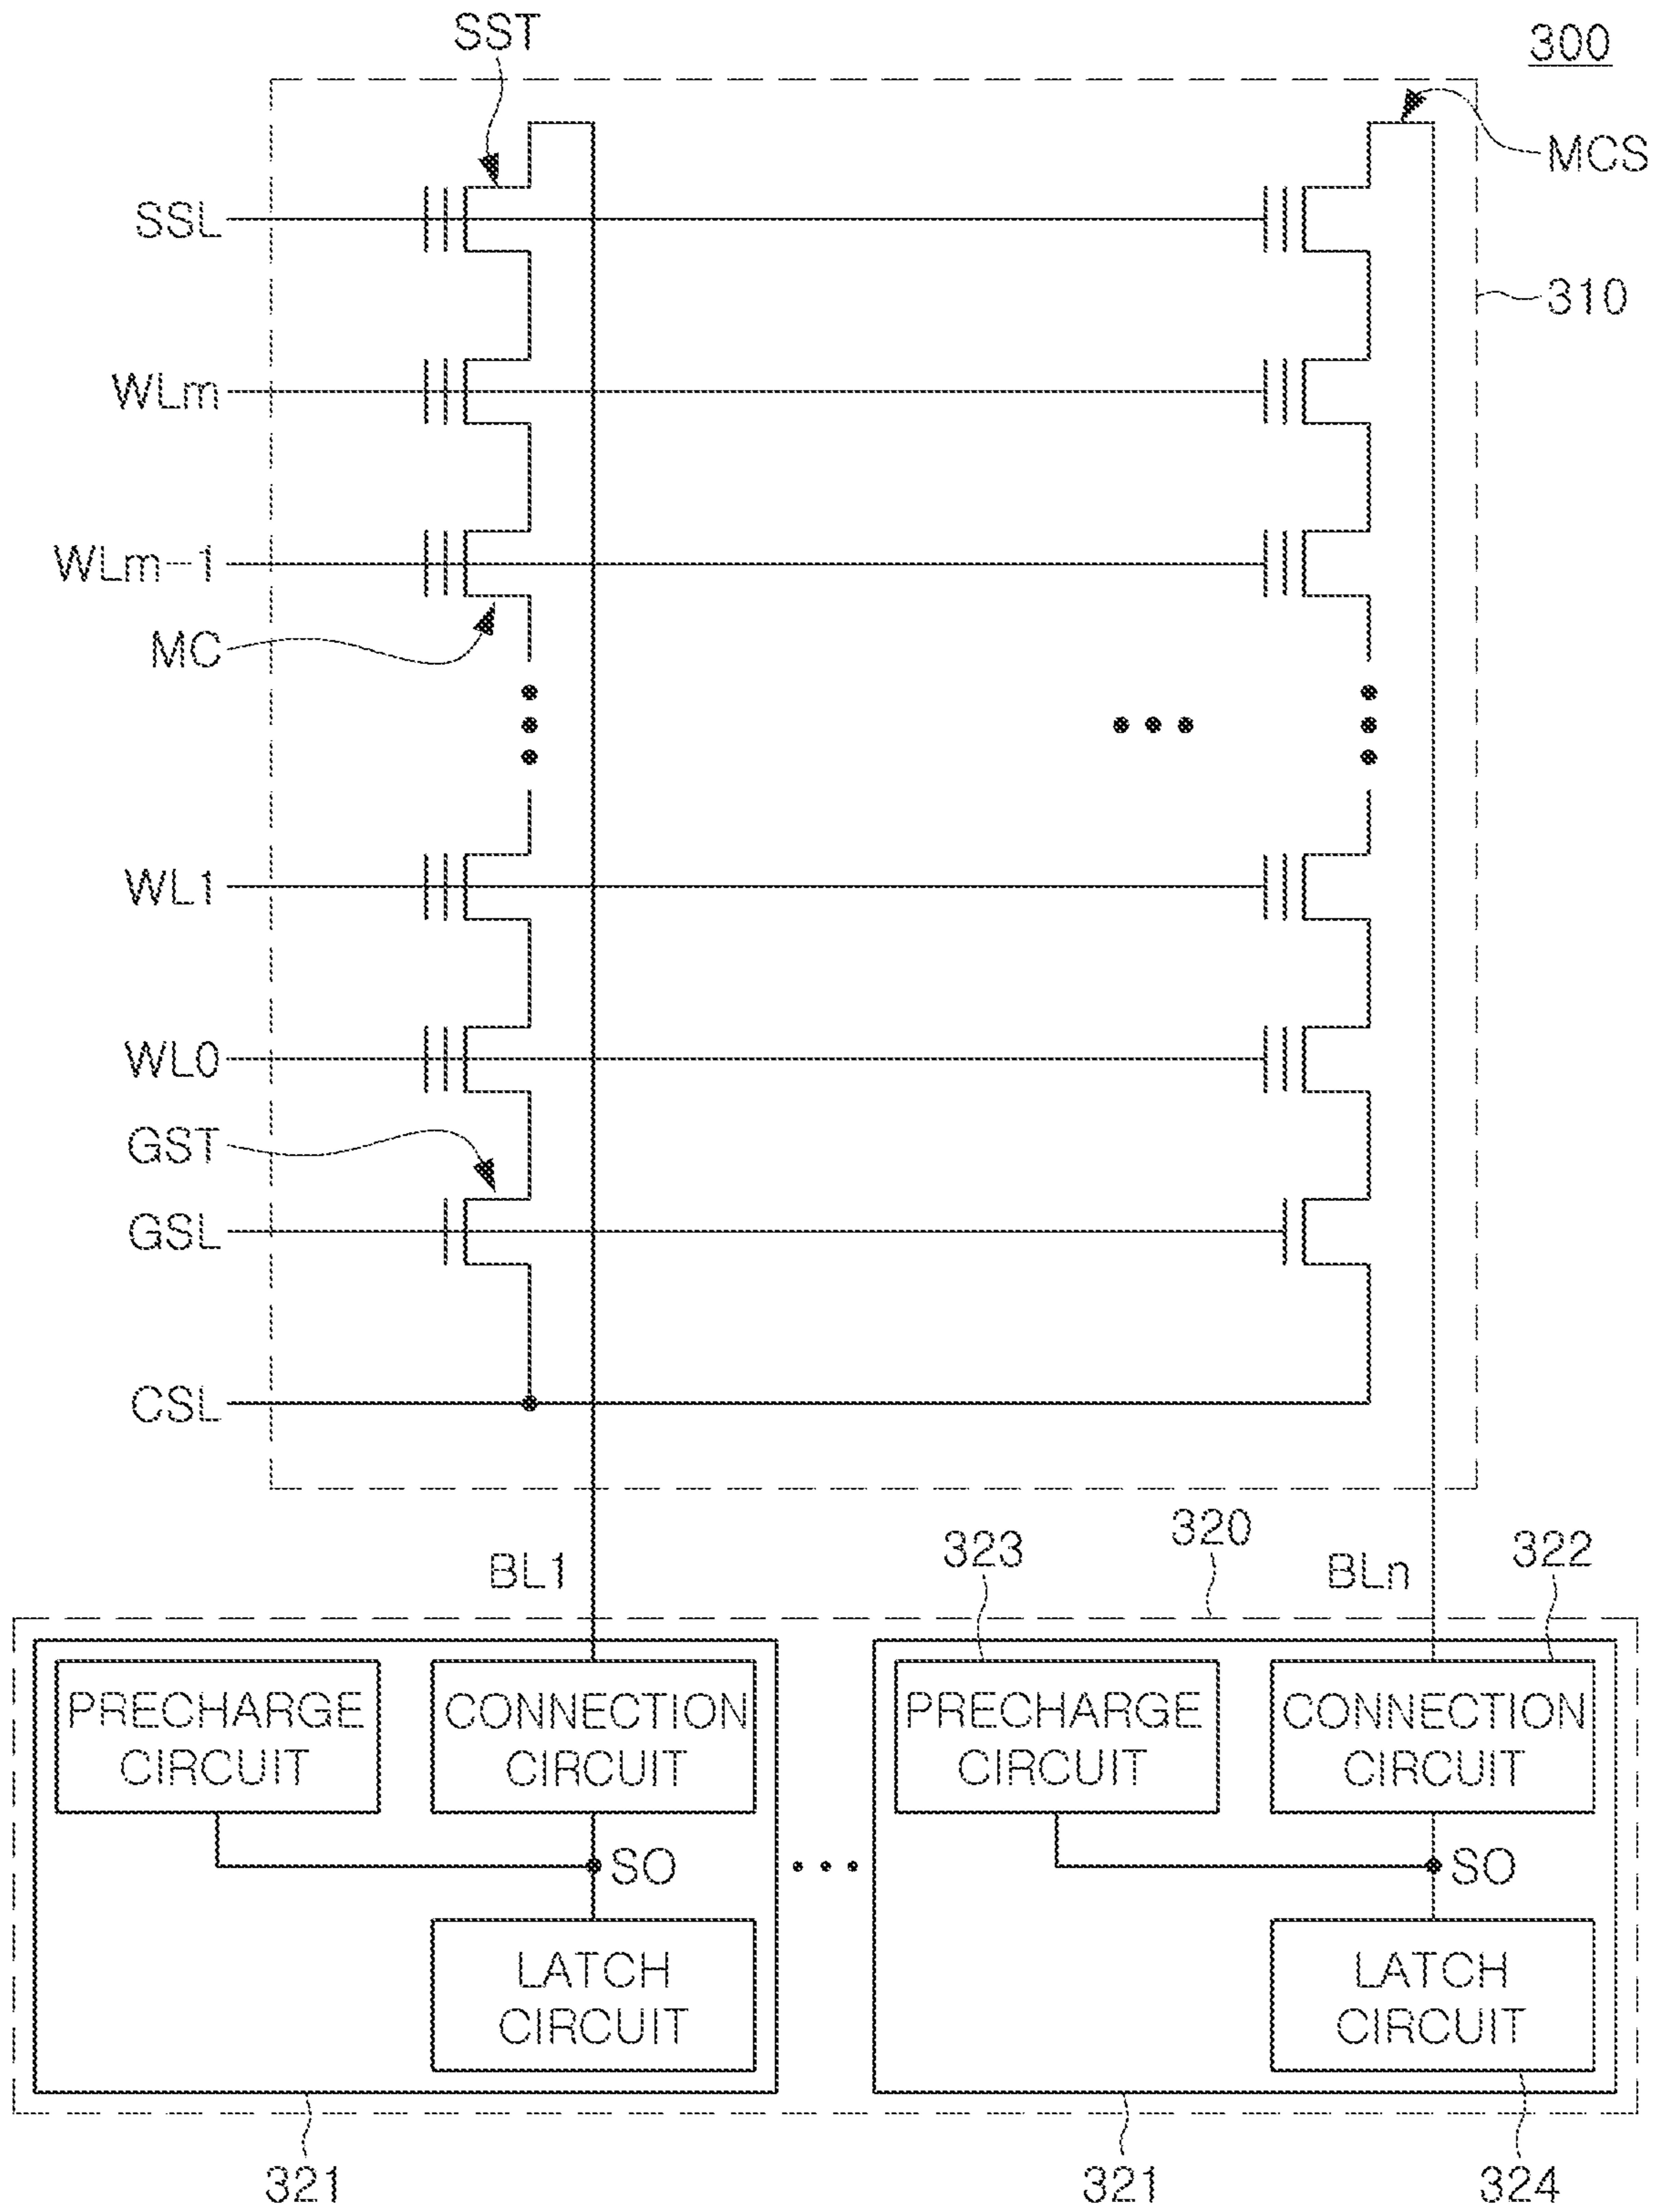 SST
300
MCS
SSL
310
WLm
WLm-1
MC
WL1
WL0
GST
GSL
CSL
BL1
323
320
BLn
322
PRECHARGE
CIRCUIT
CONNECTION
CIRCUIT
PRECHARGE
CIRCUIT
CONNECTION
CIRCUIT
SO
SO
LATCH
CIRCUIT
LATCH
CIRCUIT
321
321
324